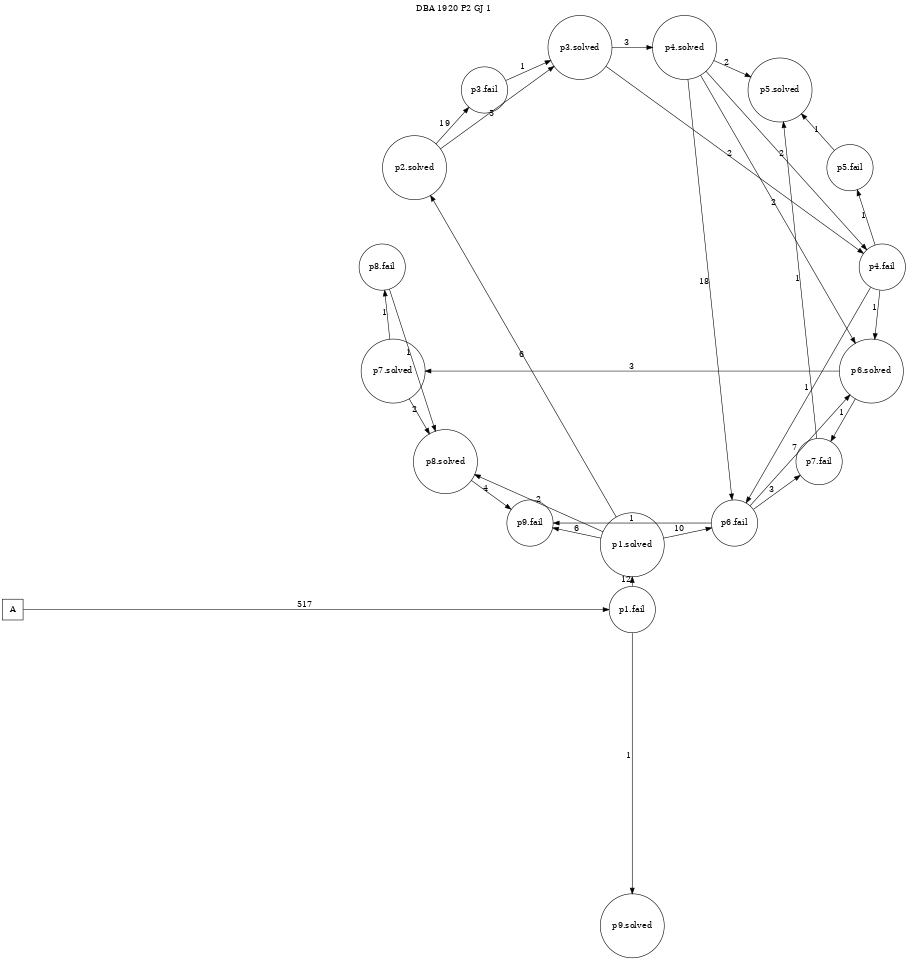 DBA 1920 P2 GJ 1
p3.solved
3
p4.solved
2
1
p5.solved
p3.fail
19
5
1
2
2
p2.solved
p5.fail
2
1
p8.fail
p4.fail
18
1
1
1
6
1
p7.solved
3
p6.solved
1
2
1
7
p8.solved
p7.fail
4
2
3
p9.fail
1
p6.fail
6
10
p1.solved
12
A
517
p1.fail
1
p9.solved